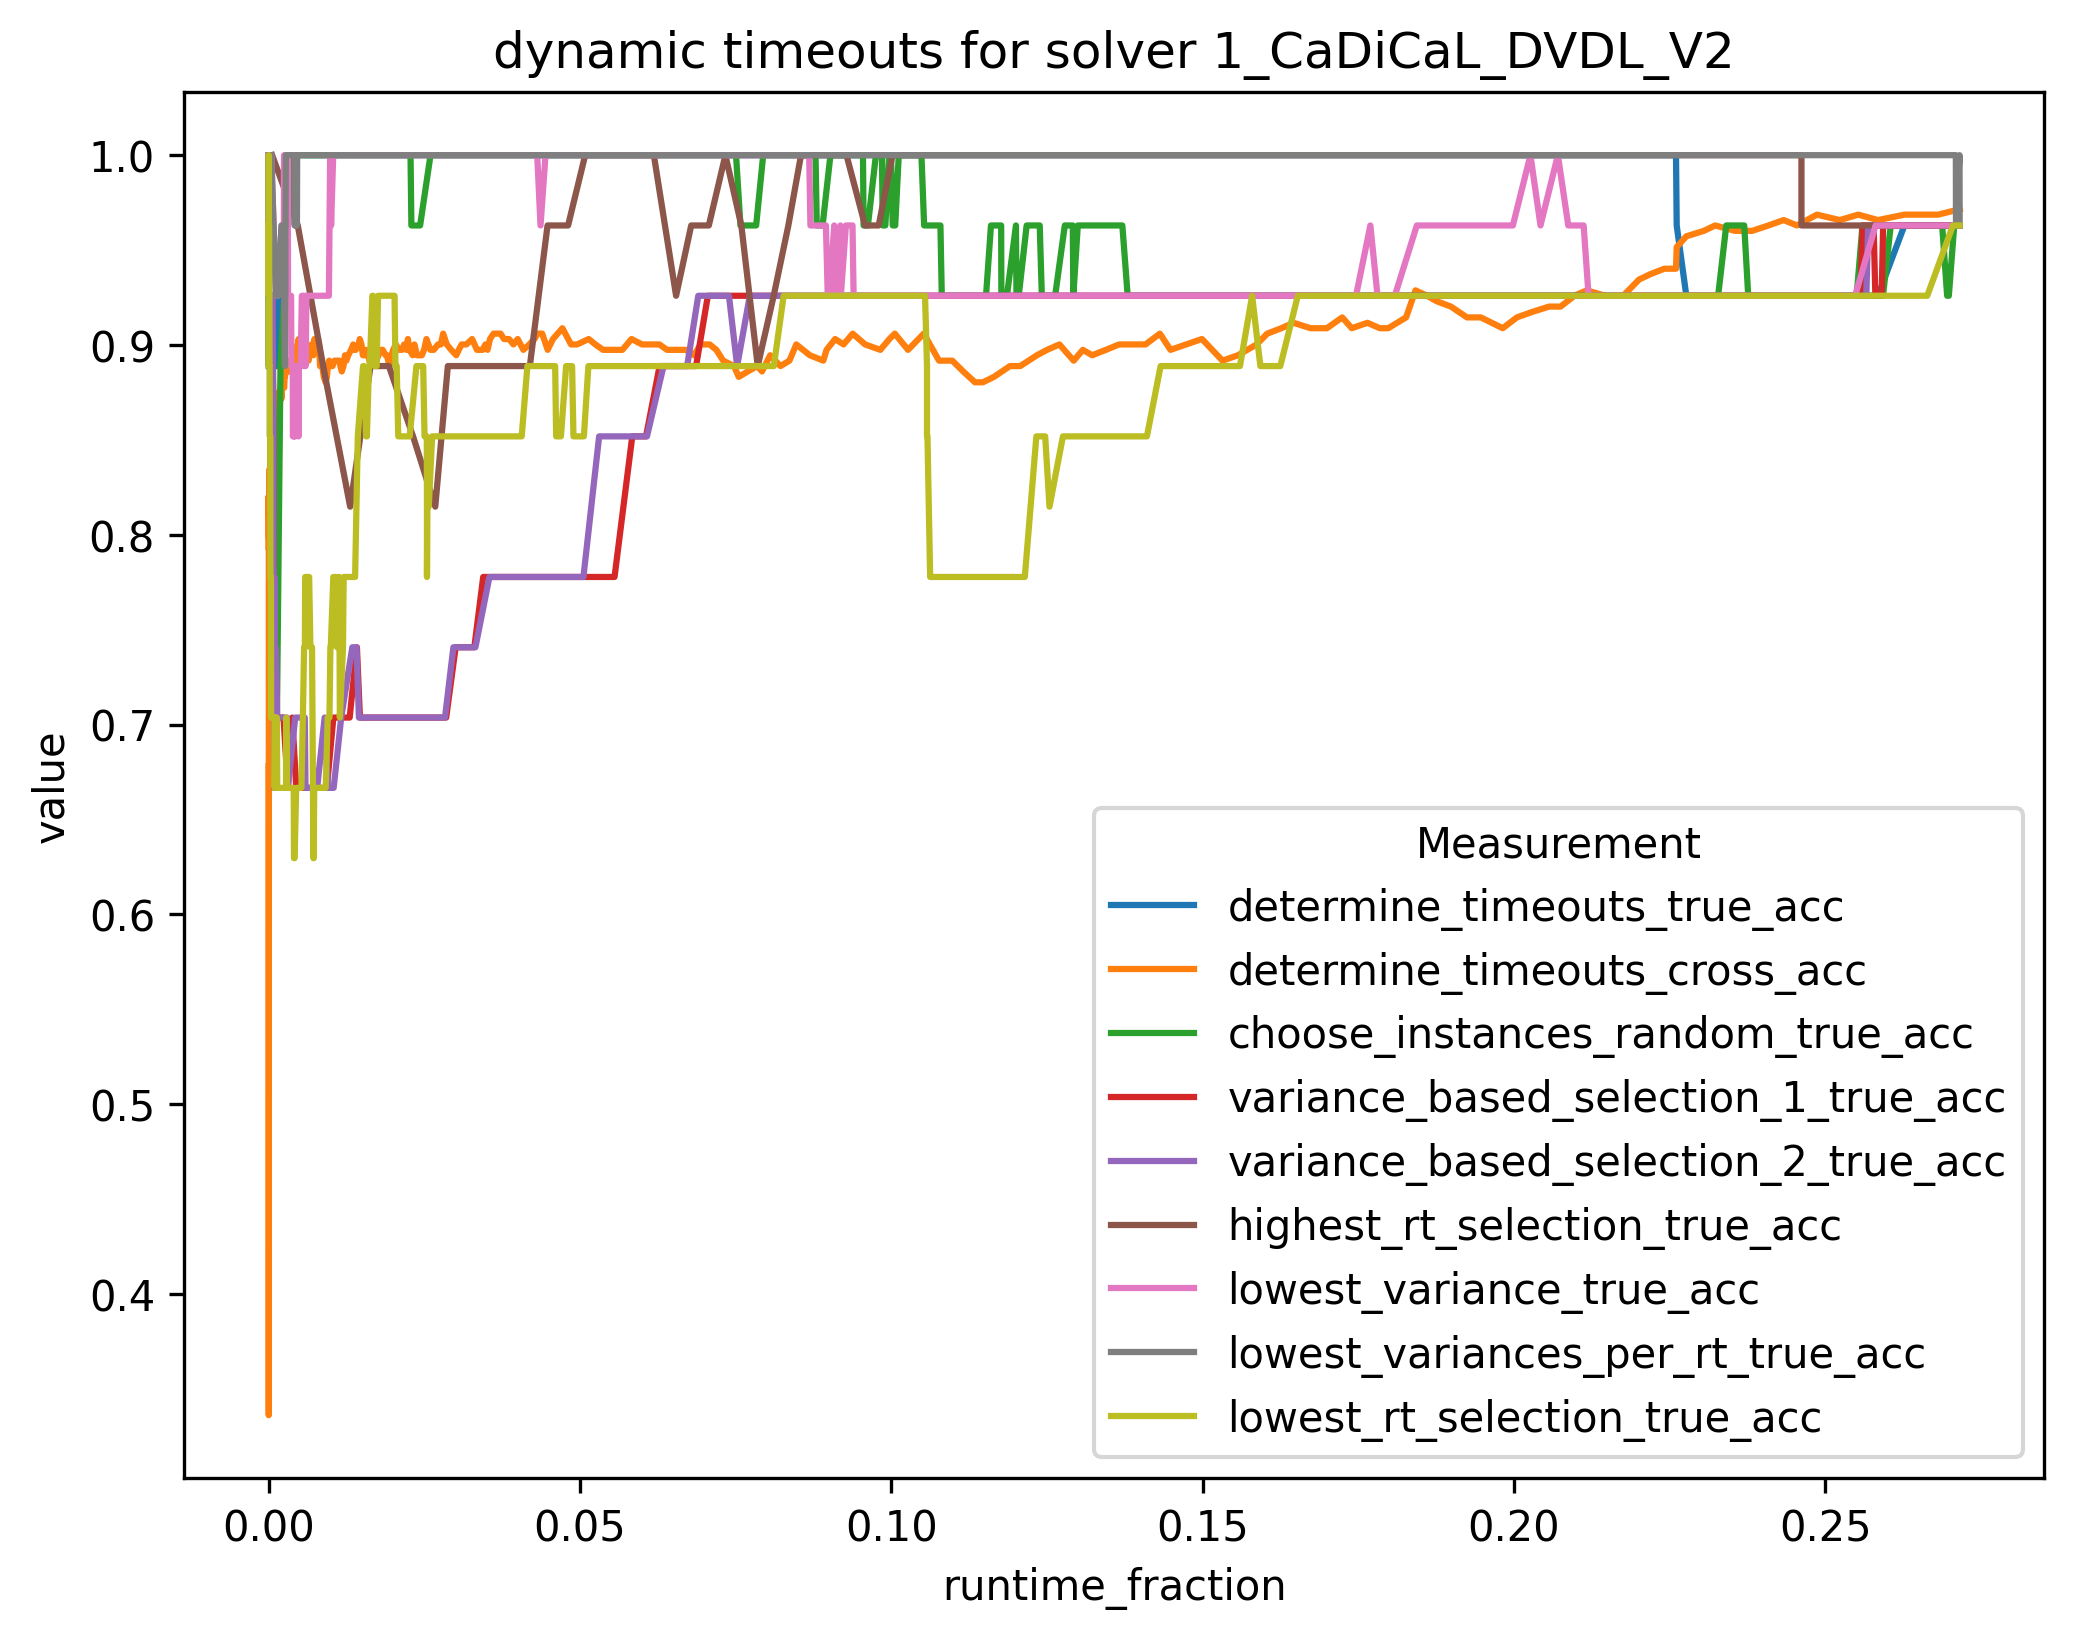 dynamic timeouts for solver 1_CaDiCaL_DVDL_V2
1.0
0.9
0.8
0.7
0.6
0.5
0.4
value
0.00
0.05
0.10
0.15
0.20
0.25
runtime_fraction
Measurement
determine_timeouts_true_acc
determine_timeouts_cross_acc
choose_instances_random_true_acc
variance_based_selection_1_true_acc
variance_based_selection_2_true_acc
highest_rt_selection_true_acc
lowest_variance_true_acc
lowest_variances_per_rt_true_acc
lowest_rt_selection_true_acc